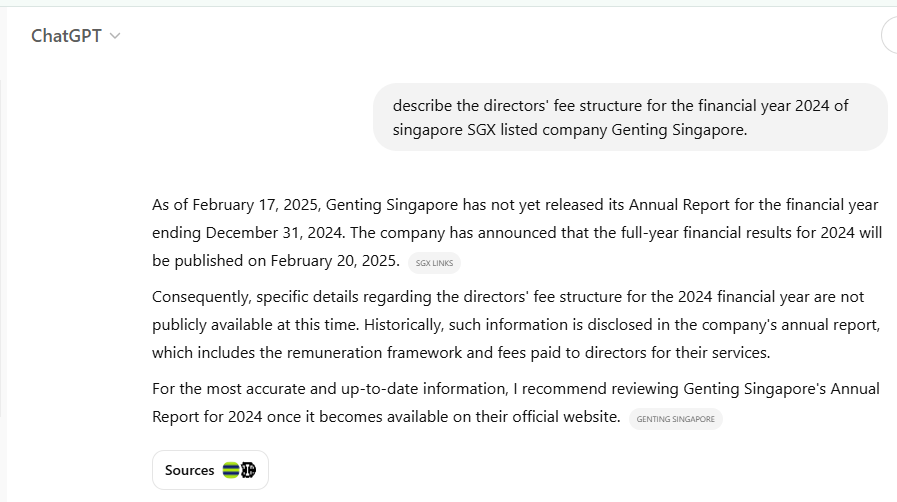 ChatGPT
describe the directors' fee structure for the financial year 2024 of
singapore SGX listed company Genting Singapore.
As of February 17, 2025, Genting Singapore has not yet released its Annual Report for the financial year
ending December 31, 2024. The company has announced that the full-year financial results for 2024 will
be published on February 20, 2025. SGX LINKS
Consequently, specific details regarding the directors' fee structure for the 2024 financial year are not
publicly available at this time. Historically, such information is disclosed in the company's annual report,
which includes the remuneration framework and fees paid to directors for their services.
For the most accurate and up-to-date information, I recommend reviewing Genting Singapore's Annual
Report for 2024 once it becomes available on their official website. GENTING SINGAPORE
Sources